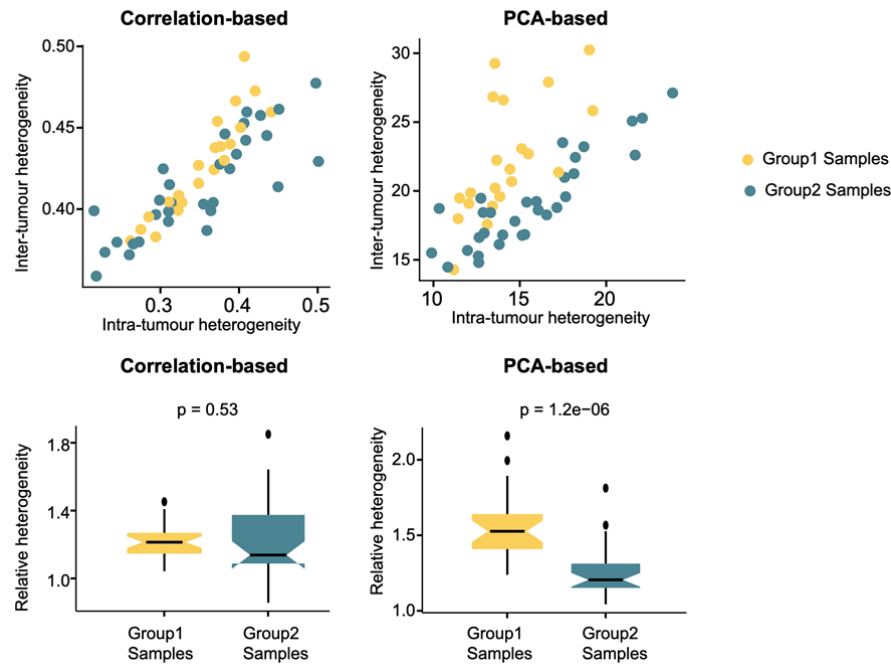 Correlation-based
PCA-based
Inter-tumour heterogeneity
0.50
0.45
0.40
0.3
0.4
0.5
Intra-tumour heterogeneity
Inter-tumour heterogeneity
30
25
20
15
10
15
20
Intra-tumour heterogeneity
Group1 Samples
Group2 Samples
Correlation-based
PCA-based
p = 0.53
p = 1.2e−06
Relative heterogeneity
1.8
1.4
1.0
Group1
Samples
Group2
Samples
Relative heterogeneity
2.0
1.5
1.0
Group1
Samples
Group2
Samples